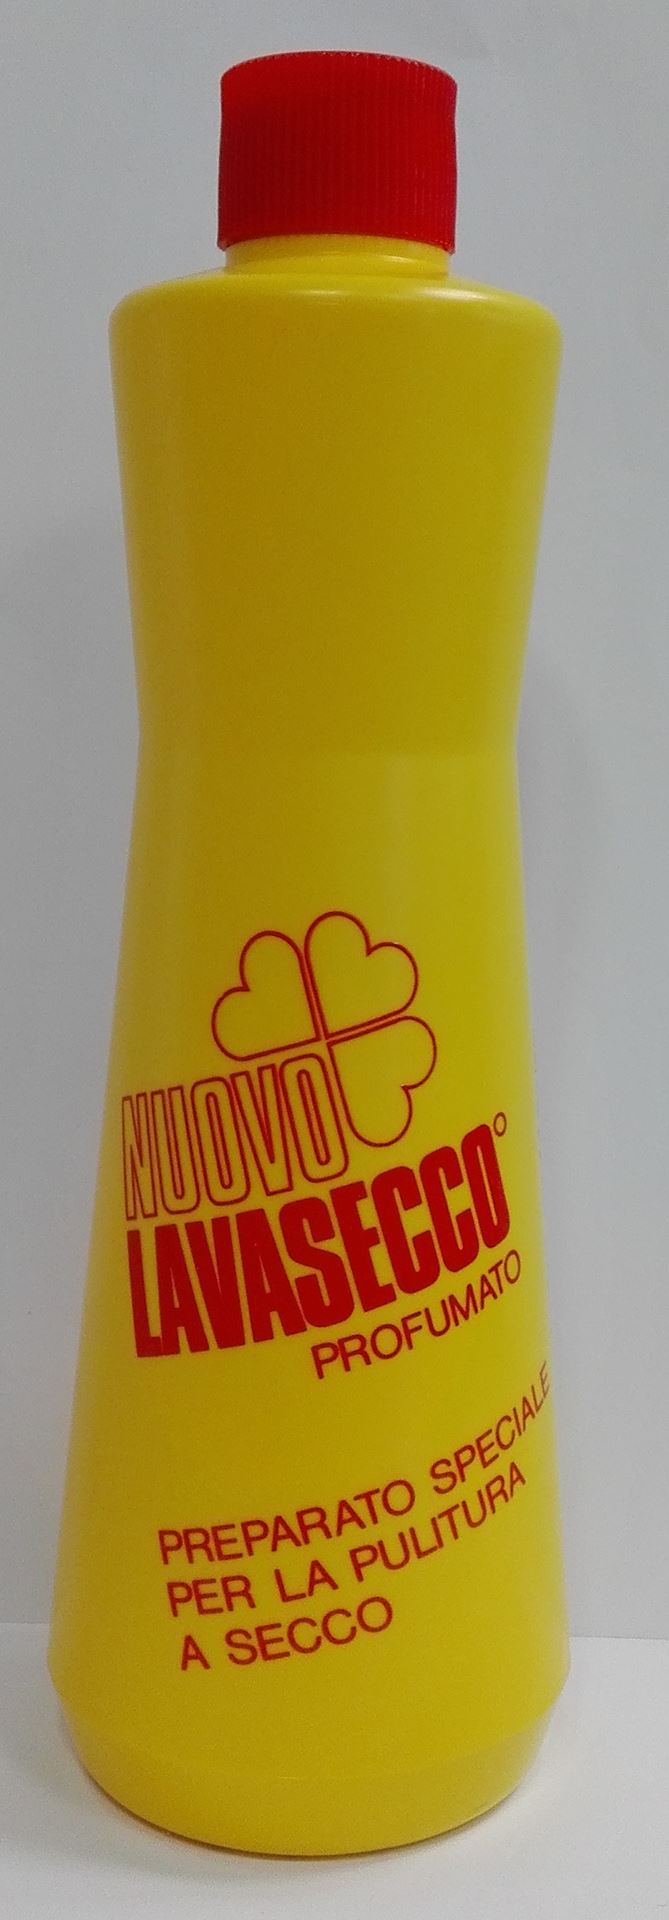 NUOVO
LAVASECCO°
PROFUMATO
PREPARATO SPECIALE
PER LA PULITURA
A SECCO